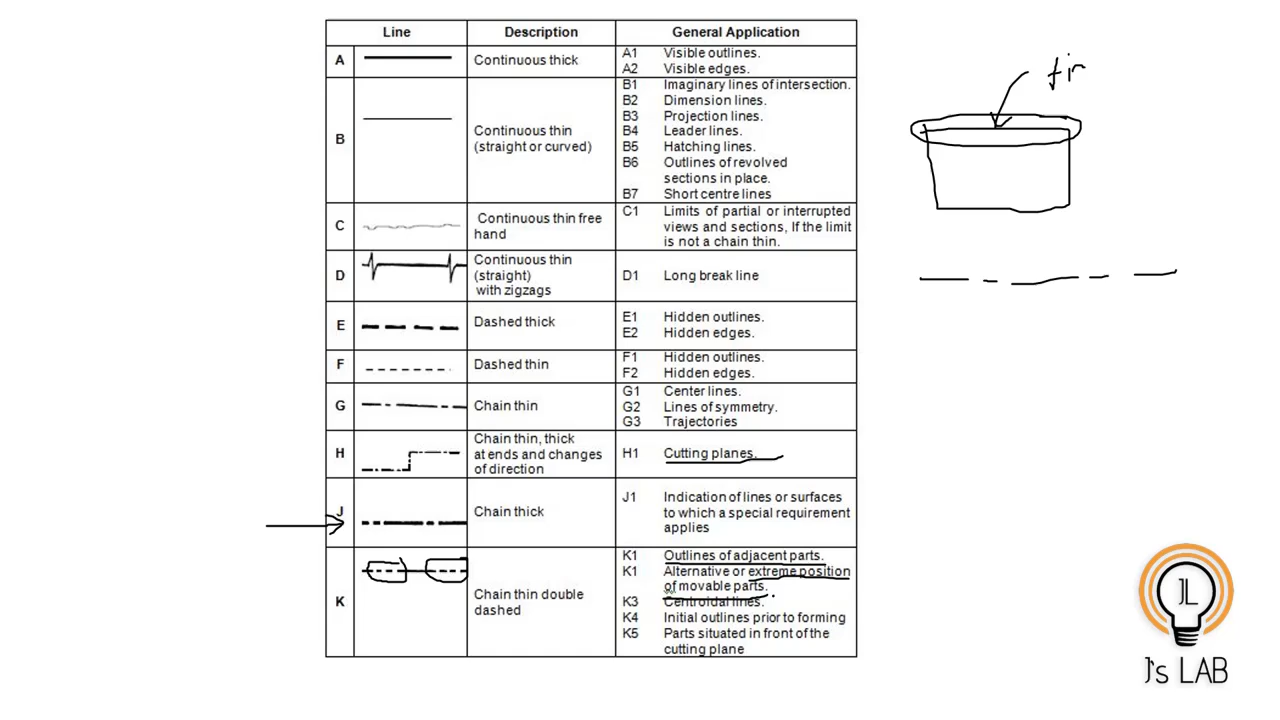 Line Description General Application
A Continuous thick A1 Visible outlines.
A2 Visible edges.
B Continuous thin
(straight or curved)
B1 Imaginary lines of intersection.
B2 Dimension lines.
B3 Projection lines.
B4 Leader lines.
B5 Hatching lines.
B6 Outlines of revolved
sections in place.
B7 Short centre lines
C Continuous thin free
hand
C1 Limits of partial or interrupted
views and sections, If the limit
is not a chain thin.
D Continuous thin
(straight)
with zigzags
D1 Long break line
E Dashed thick E1 Hidden outlines.
E2 Hidden edges.
F Dashed thin F1 Hidden outlines.
F2 Hidden edges.
G Chain thin G1 Center lines.
G2 Lines of symmetry.
G3 Trajectories
H Chain thin, thick
at ends and changes
of direction
H1 Cutting planes.
J Chain thick J1 Indication of lines or surfaces
to which a special requirement
applies
K Chain thin double
dashed
K1 Outlines of adjacent parts.
K1 Alternative or extreme position
of movable parts.
K3 Centroidal lines.
K4 Initial outlines prior to forming
K5 Parts situated in front of the
cutting plane
JL
J's LAB